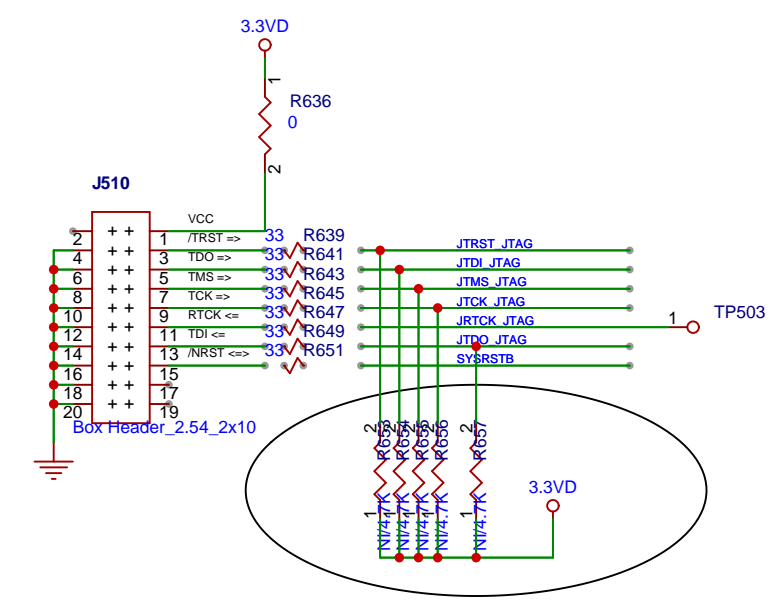 3.3VD
1
R636
0
2
J510
VCC
2
1
/TRST =>
33
R639
4
3
TDO =>
33
R641
JTRST_JTAG
6
5
TMS =>
33
R643
JTDI_JTAG
8
7
TCK =>
33
R645
JTMS_JTAG
10
9
RTCK <=
33
R647
JTCK_JTAG
12
11
TDI <=
33
R649
JRTCK_JTAG
1
TP503
14
13
/NRST <=>
33
R651
JTDO_JTAG
16
15
SYSRSTB
18
17
20
19
Box Header_2.54_2x10
2
R653
2
R654
2
R655
2
R656
2
R657
1
NI/4.7K
1
NI/4.7K
1
NI/4.7K
1
NI/4.7K
1
NI/4.7K
3.3VD